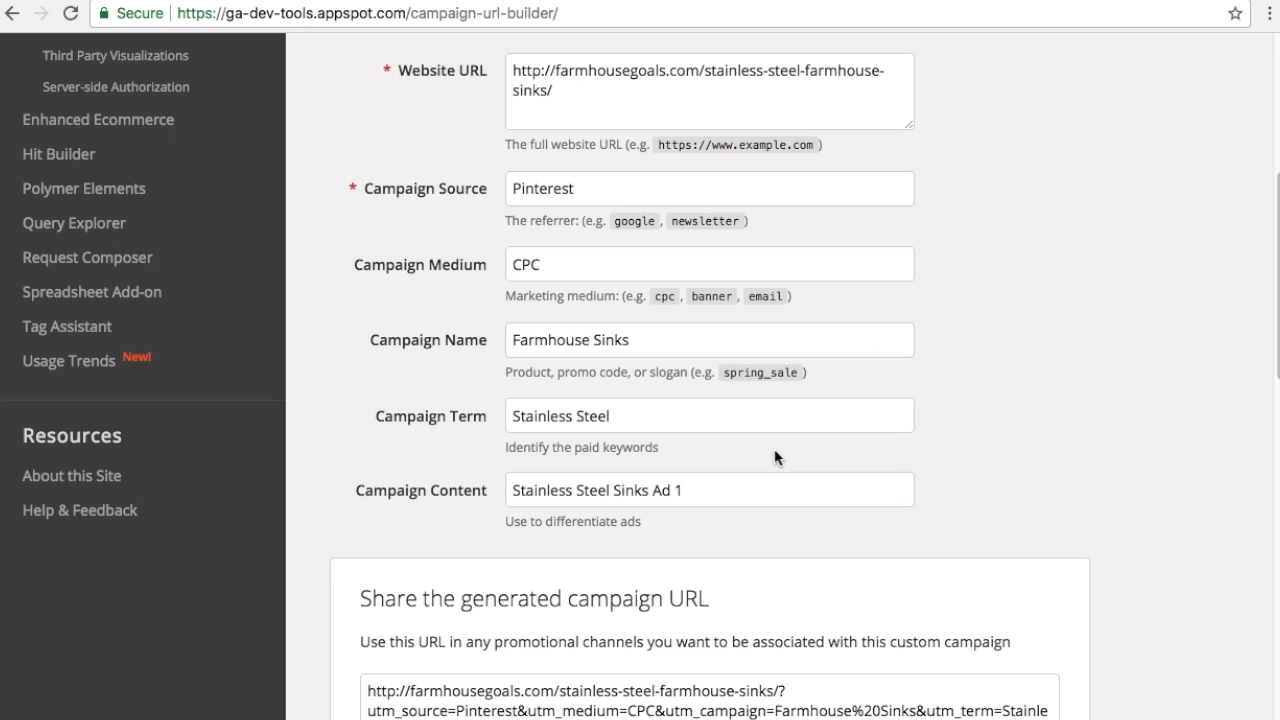 Secure | https://ga-dev-tools.appspot.com/campaign-url-builder/
Third Party Visualizations
Server-side Authorization
Enhanced Ecommerce
Hit Builder
Polymer Elements
Query Explorer
Request Composer
Spreadsheet Add-on
Tag Assistant
Usage Trends New!
Resources
About this Site
Help & Feedback
* Website URL
http://farmhousegoals.com/stainless-steel-farmhouse-
sinks/
The full website URL (e.g. https://www.example.com )
* Campaign Source
Pinterest
The referrer: (e.g. google , newsletter )
Campaign Medium
CPC
Marketing medium: (e.g. cpc , banner , email )
Campaign Name
Farmhouse Sinks
Product, promo code, or slogan (e.g. spring_sale )
Campaign Term
Stainless Steel
Identify the paid keywords
Campaign Content
Stainless Steel Sinks Ad 1
Use to differentiate ads
Share the generated campaign URL
Use this URL in any promotional channels you want to be associated with this custom campaign
http://farmhousegoals.com/stainless-steel-farmhouse-sinks/?
utm_source=Pinterest&utm_medium=CPC&utm_campaign=Farmhouse%20Sinks&utm_term=Stainle